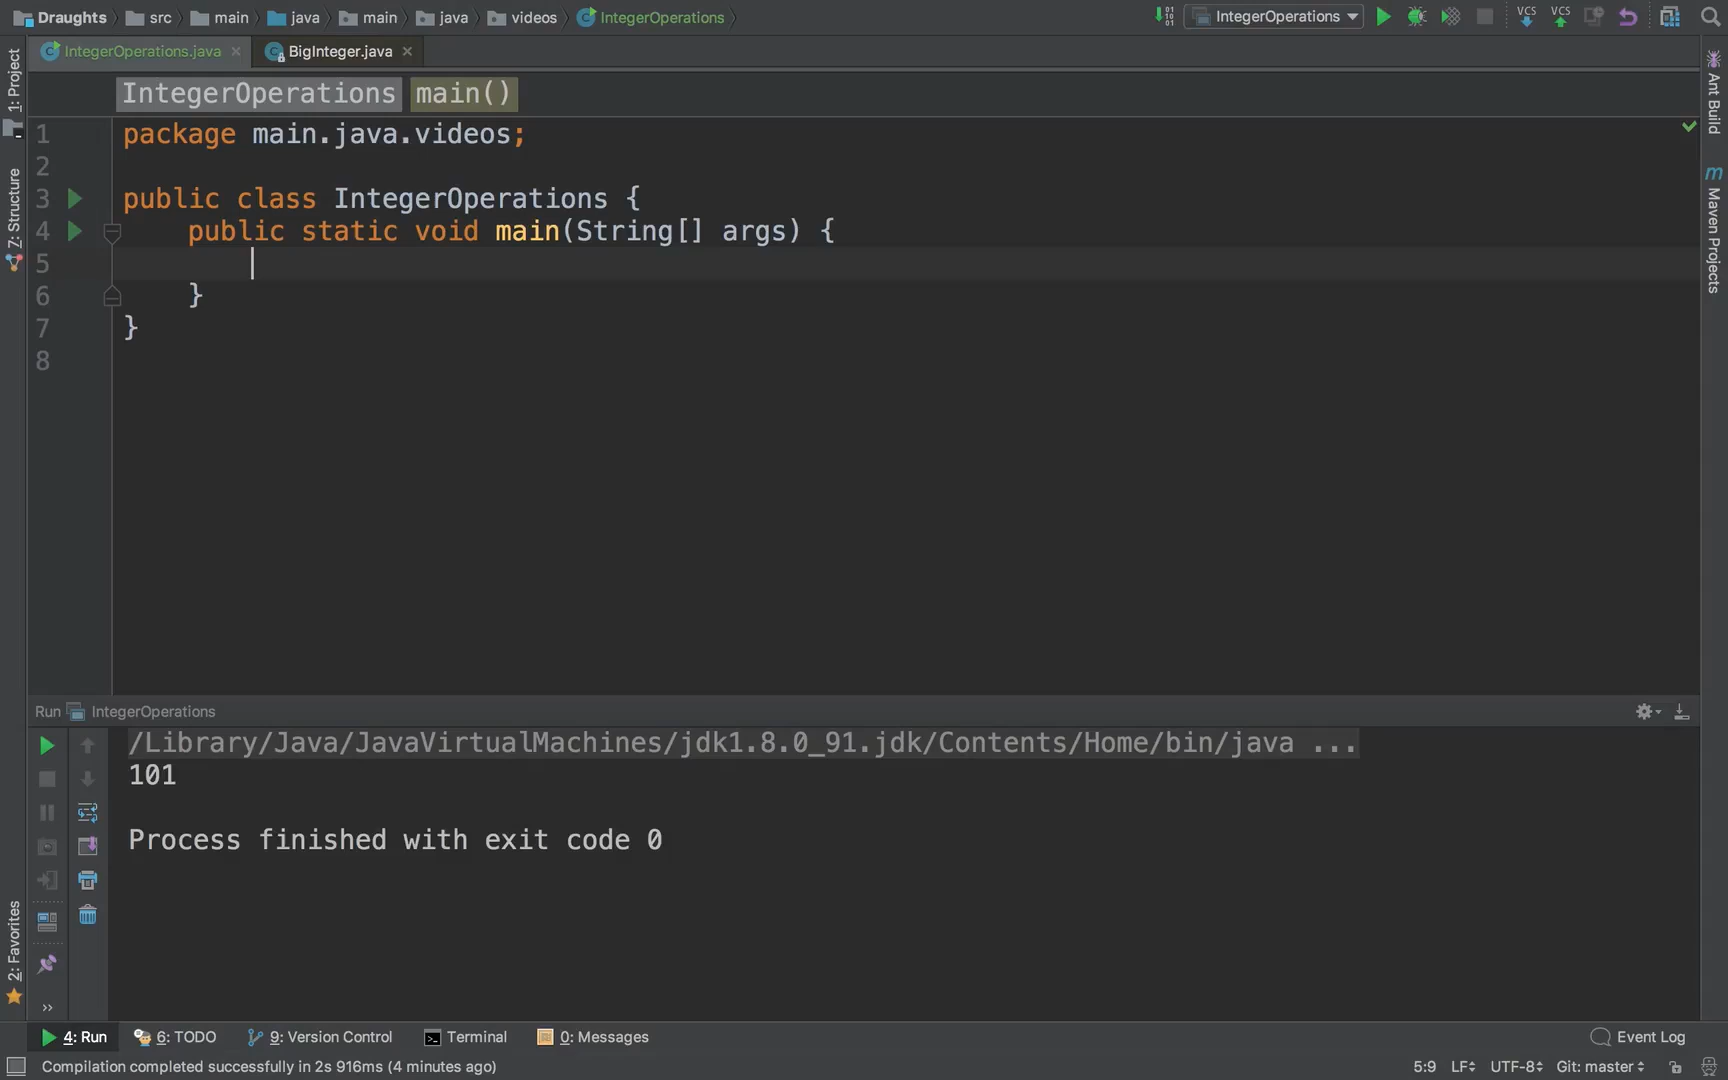 Draughts src main java main java videos IntegerOperations IntegerOperations VCS VCS
IntegerOperations.java BigInteger.java
IntegerOperations main()
1 package main.java.videos;
2
3 public class IntegerOperations {
4 public static void main(String[] args) {
5
6 }
7 }
8
1: Project
7: Structure
2: Favorites
Ant Build
m Maven Projects
Run IntegerOperations
/Library/Java/JavaVirtualMachines/jdk1.8.0_91.jdk/Contents/Home/bin/java ...
101
Process finished with exit code 0
4: Run 6: TODO 9: Version Control Terminal 0: Messages Event Log
Compilation completed successfully in 2s 916ms (4 minutes ago) 5:9 LF UTF-8 Git: master